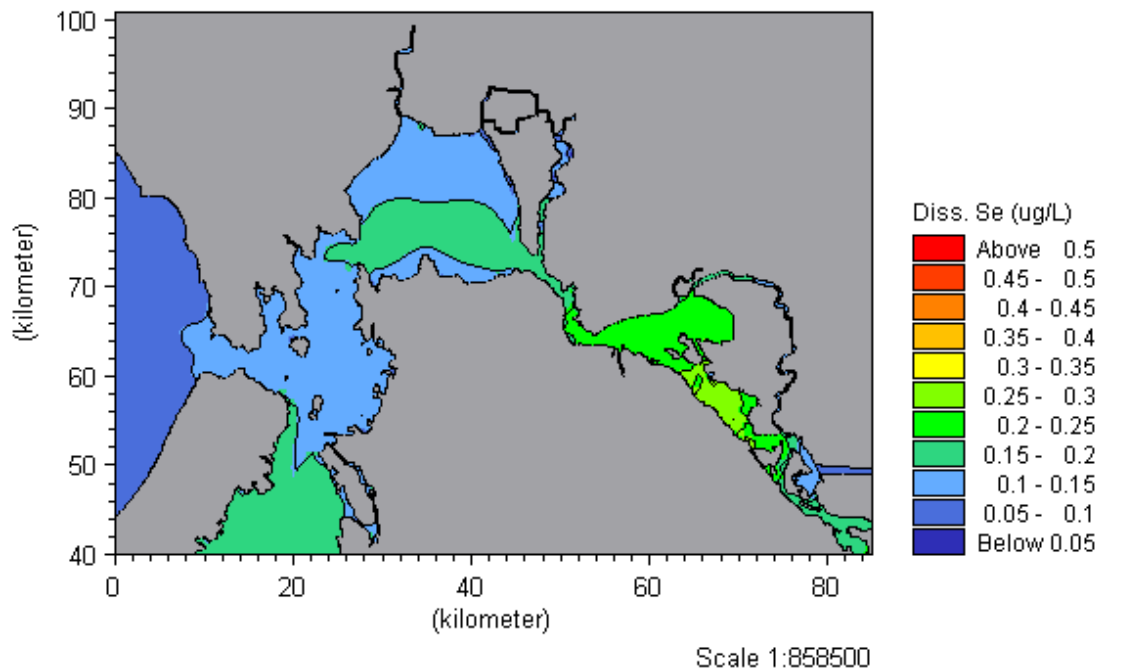 100
90
80
70
60
50
40
(kilometer)
0 20 40 60 80
(kilometer)
Scale 1:858500
Diss. Se (ug/L)
Above 0.5
0.45 - 0.5
0.4 - 0.45
0.35 - 0.4
0.3 - 0.35
0.25 - 0.3
0.2 - 0.25
0.15 - 0.2
0.1 - 0.15
0.05 - 0.1
Below 0.05